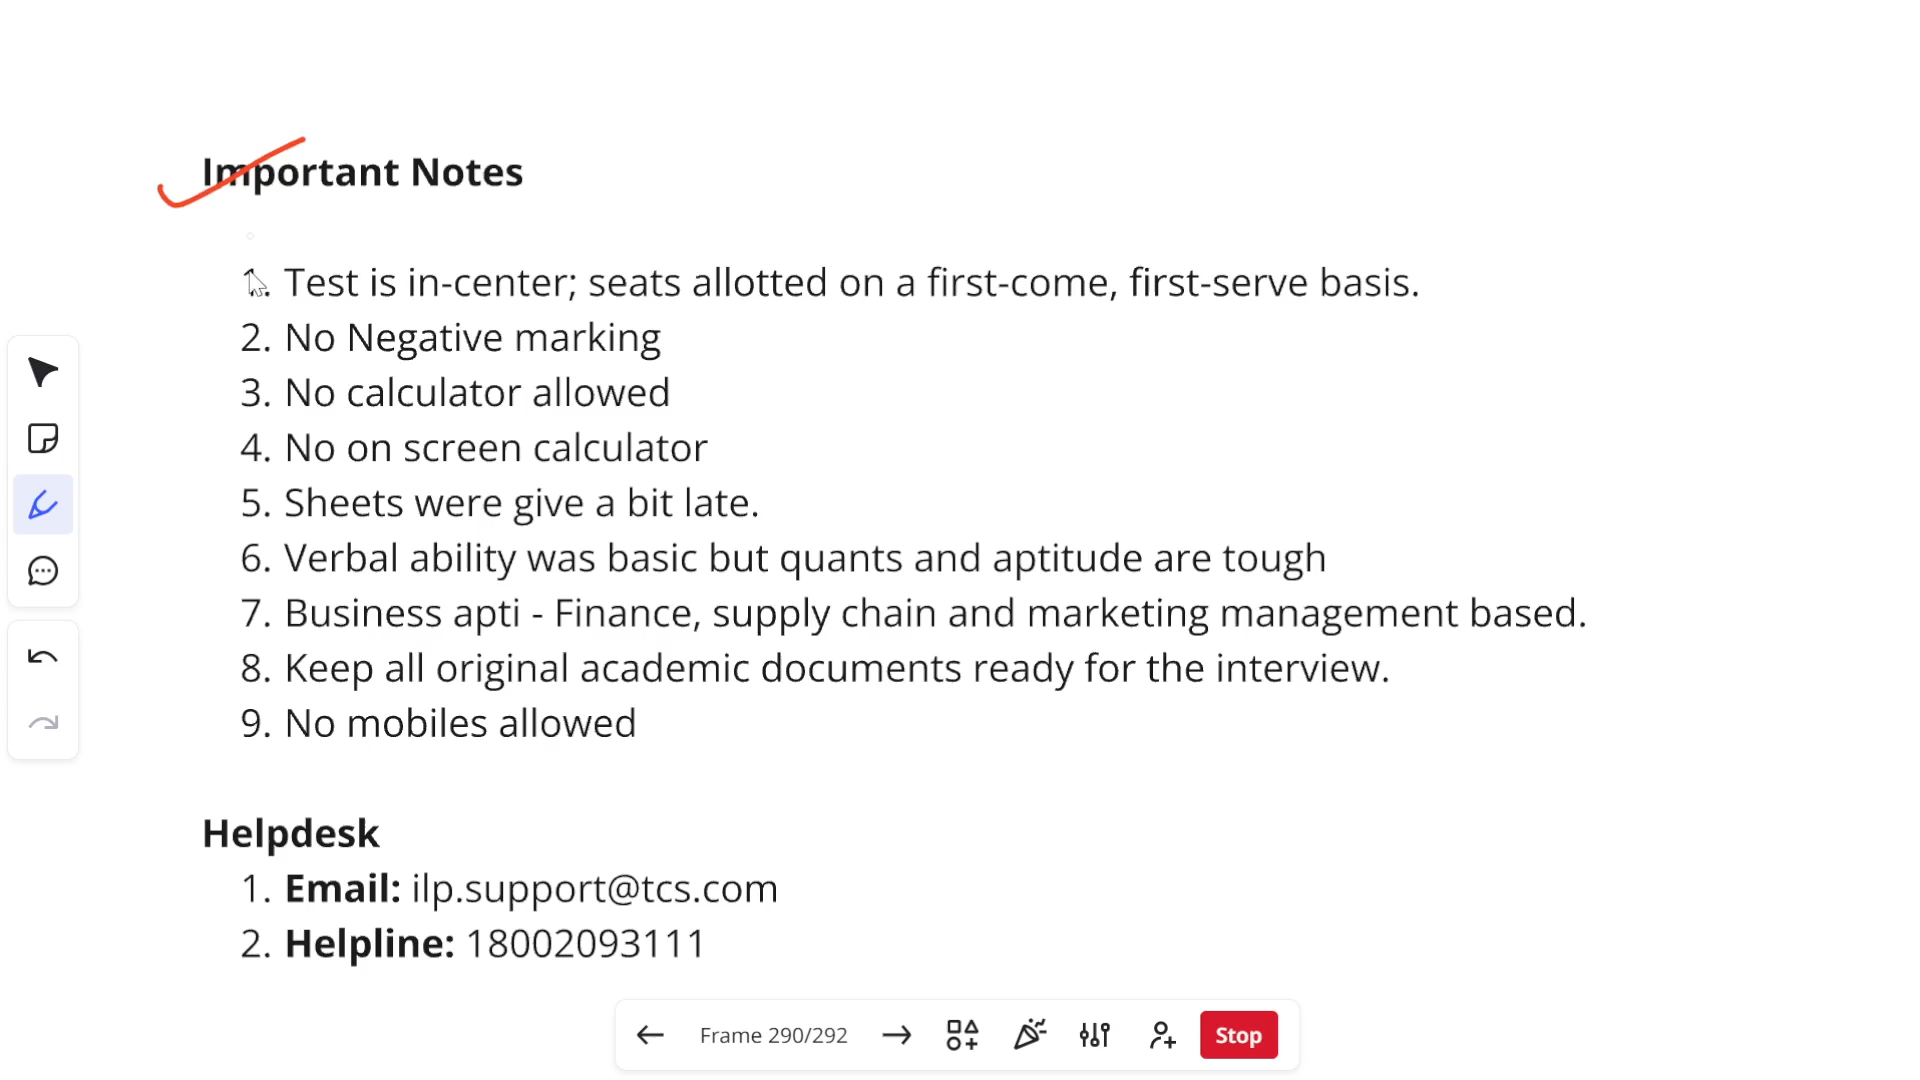 Important Notes
1. Test is in-center; seats allotted on a first-come, first-serve basis.
2. No Negative marking
3. No calculator allowed
4. No on screen calculator
5. Sheets were give a bit late.
6. Verbal ability was basic but quants and aptitude are tough
7. Business apti - Finance, supply chain and marketing management based.
8. Keep all original academic documents ready for the interview.
9. No mobiles allowed
Helpdesk
1. Email: ilp.support@tcs.com
2. Helpline: 18002093111
Frame 290/292
Stop